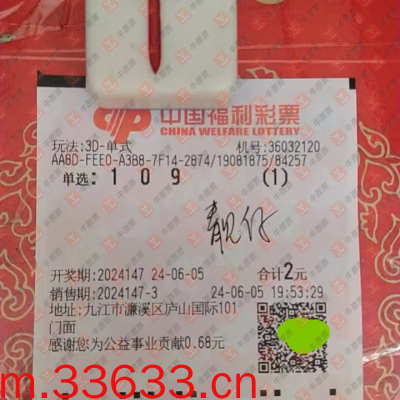 中国福利彩票
CHINA WELFARE LOTTERY
玩法:3D-单式 机号:36032120
AA6D-FEE0-A3B8-7F14-2874/19081875/84257
单选: 1 0 9 (1)
靓仔
开奖期:2024147 24-06-05 合计2元
销售期:2024147-3 24-06-05 19:53:29
地址:九江市濂溪区庐山国际101
门面
感谢您为公益事业贡献0.68元
m.33633.cn